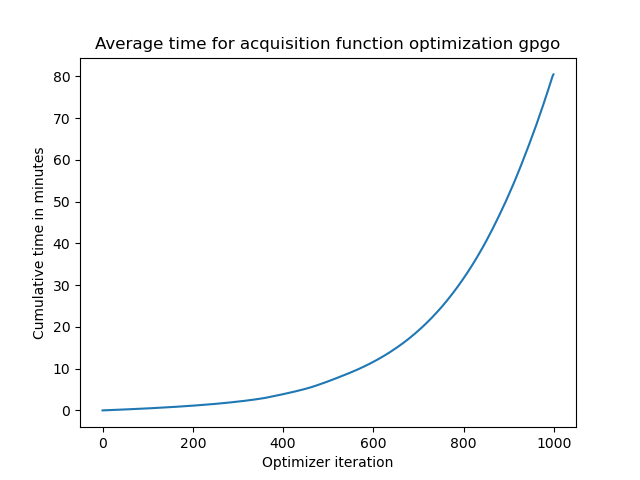 Average time for acquisition function optimization gpgo
80
70
60
50
40
30
20
10
0
Cumulative time in minutes
0 200 400 600 800 1000
Optimizer iteration